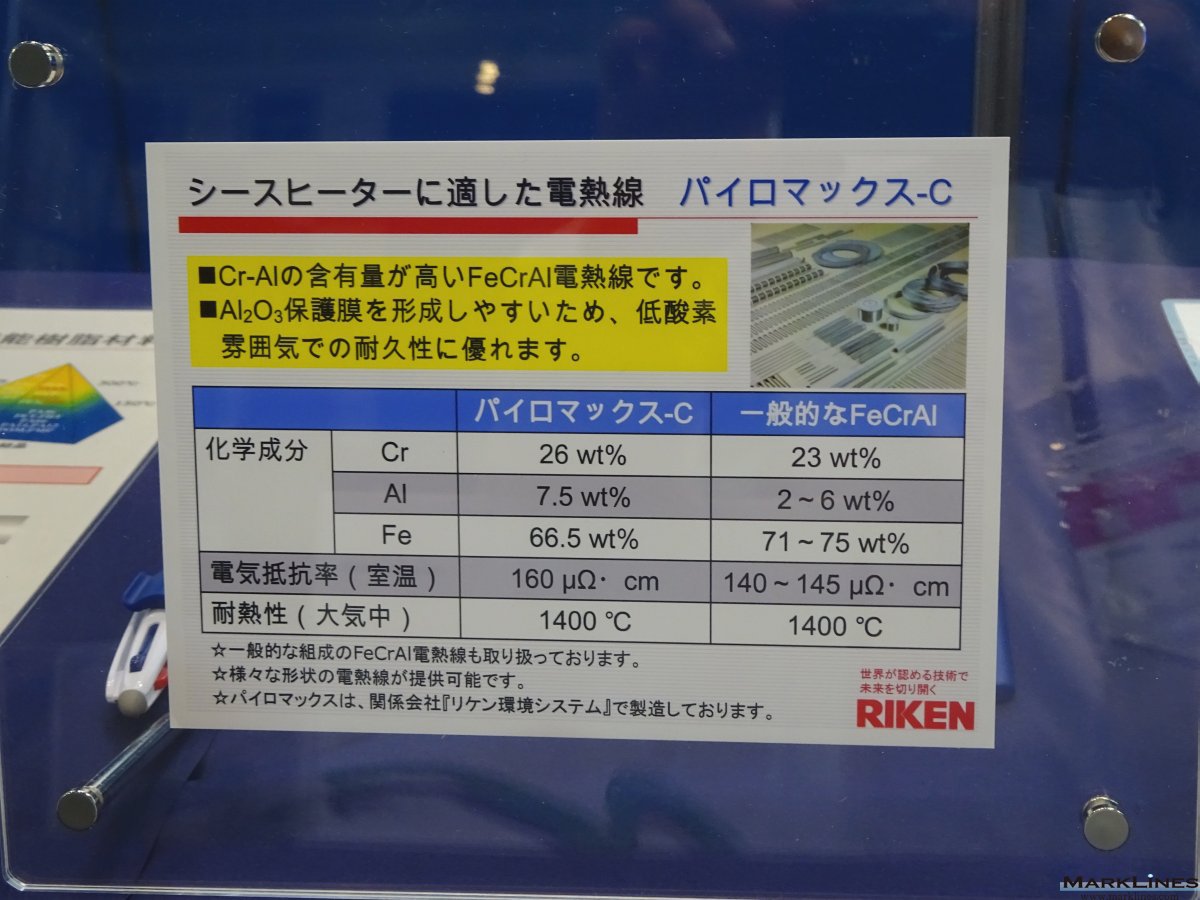 シースヒーターに適した電熱線 パイロマックス-C
■Cr-Alの含有量が高いFeCrAl電熱線です。
■Al₂O₃保護膜を形成しやすいため、低酸素
雰囲気での耐久性に優れます。
パイロマックス-C 一般的なFeCrAl
化学成分 Cr 26 wt% 23 wt%
Al 7.5 wt% 2～6 wt%
Fe 66.5 wt% 71～75 wt%
電気抵抗率（室温） 160 μΩ· cm 140～145 μΩ· cm
耐熱性（大気中） 1400 ℃ 1400 ℃
☆一般的な組成のFeCrAl電熱線も取り扱っております。
☆様々な形状の電熱線が提供可能です。
☆パイロマックスは、関係会社『リケン環境システム』で製造しております。
世界が認める技術で
未来を切り開く
RIKEN
能樹脂材料
MARKLINES